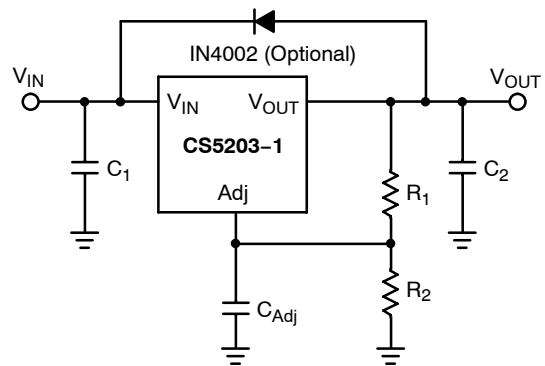 IN4002 (Optional)
VIN
VOUT
VIN
VOUT
CS5203−1
C1
C2
Adj
R1
R2
CAdj